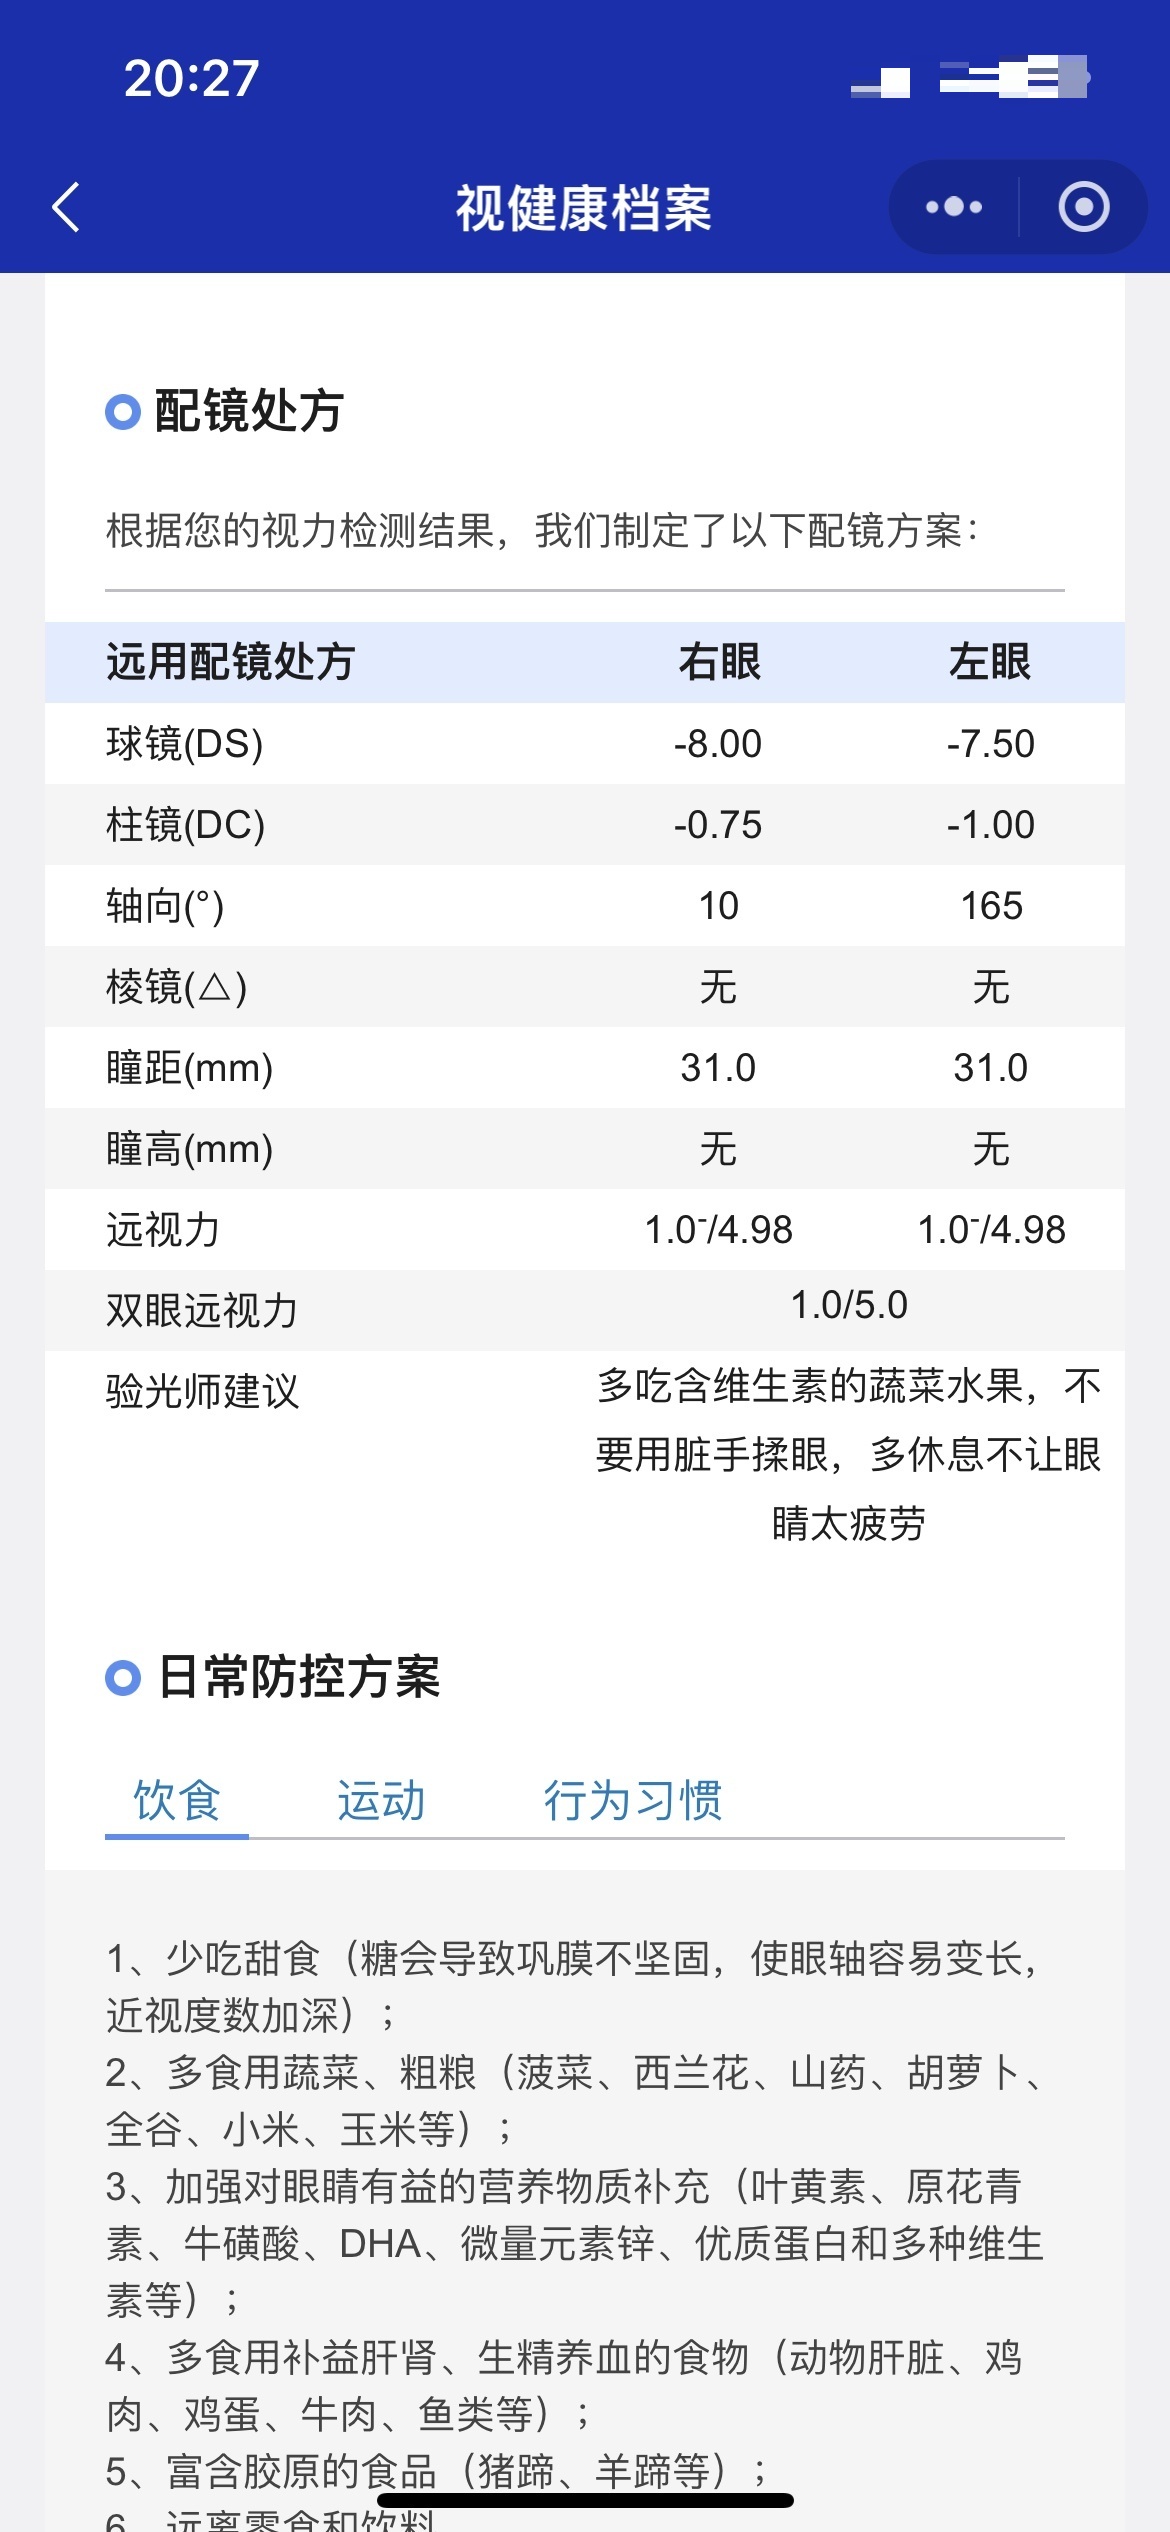 20:27
视健康档案
配镜处方
根据您的视力检测结果，我们制定了以下配镜方案：
远用配镜处方 右眼 左眼
球镜(DS) -8.00 -7.50
柱镜(DC) -0.75 -1.00
轴向(°) 10 165
棱镜(△) 无 无
瞳距(mm) 31.0 31.0
瞳高(mm) 无 无
远视力 1.0⁻/4.98 1.0⁻/4.98
双眼远视力 1.0/5.0
验光师建议 多吃含维生素的蔬菜水果，不
要用脏手揉眼，多休息不让眼
睛太疲劳
日常防控方案
饮食 运动 行为习惯
1、少吃甜食（糖会导致巩膜不坚固，使眼轴容易变长，
近视度数加深）；
2、多食用蔬菜、粗粮（菠菜、西兰花、山药、胡萝卜、
全谷、小米、玉米等）；
3、加强对眼睛有益的营养物质补充（叶黄素、原花青
素、牛磺酸、DHA、微量元素锌、优质蛋白和多种维生
素等）；
4、多食用补益肝肾、生精养血的食物（动物肝脏、鸡
肉、鸡蛋、牛肉、鱼类等）；
5、富含胶原的食品（猪蹄、羊蹄等）；
6、远离零食和饮料